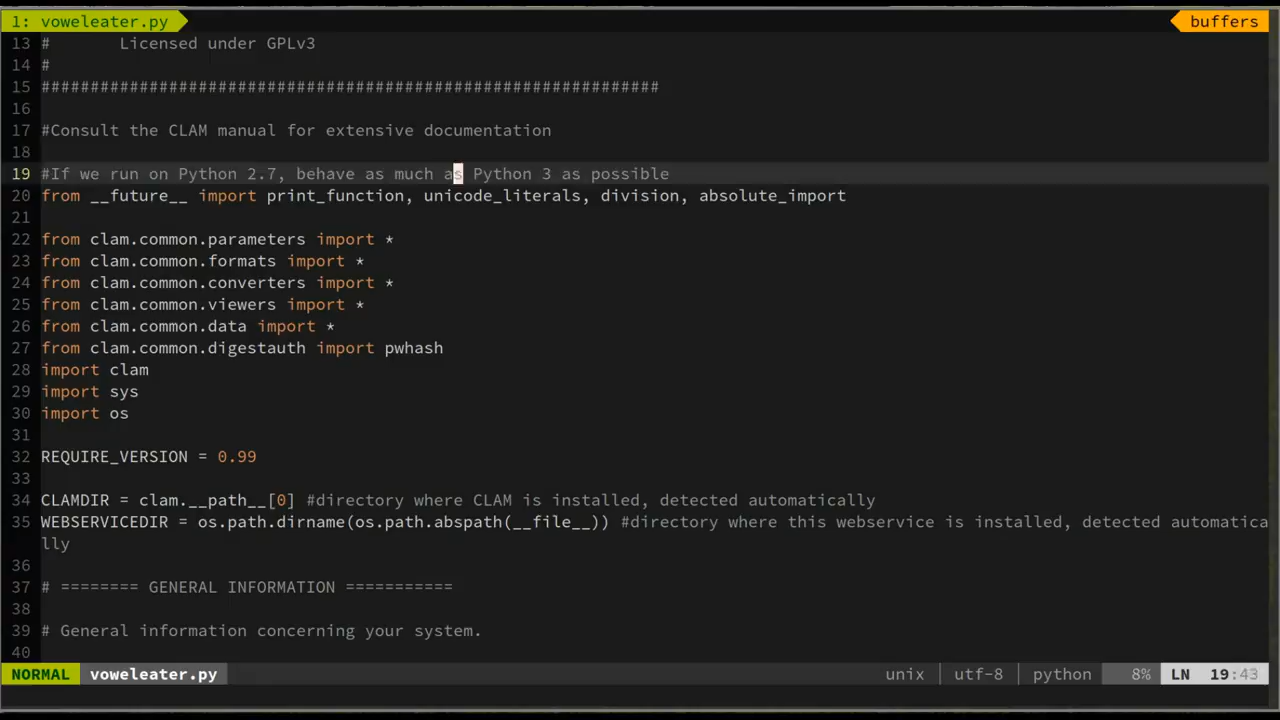 1: voweleater.py buffers
13 #       Licensed under GPLv3
14 #
15 ###############################################################
16
17 #Consult the CLAM manual for extensive documentation
18
19 #If we run on Python 2.7, behave as much as Python 3 as possible
20 from __future__ import print_function, unicode_literals, division, absolute_import
21
22 from clam.common.parameters import *
23 from clam.common.formats import *
24 from clam.common.converters import *
25 from clam.common.viewers import *
26 from clam.common.data import *
27 from clam.common.digestauth import pwhash
28 import clam
29 import sys
30 import os
31
32 REQUIRE_VERSION = 0.99
33
34 CLAMDIR = clam.__path__[0] #directory where CLAM is installed, detected automatically
35 WEBSERVICEDIR = os.path.dirname(os.path.abspath(__file__)) #directory where this webservice is installed, detected automatica
lly
36
37 # ======== GENERAL INFORMATION ===========
38
39 # General information concerning your system.
40
NORMAL voweleater.py unix utf-8 python 8% LN 19:43